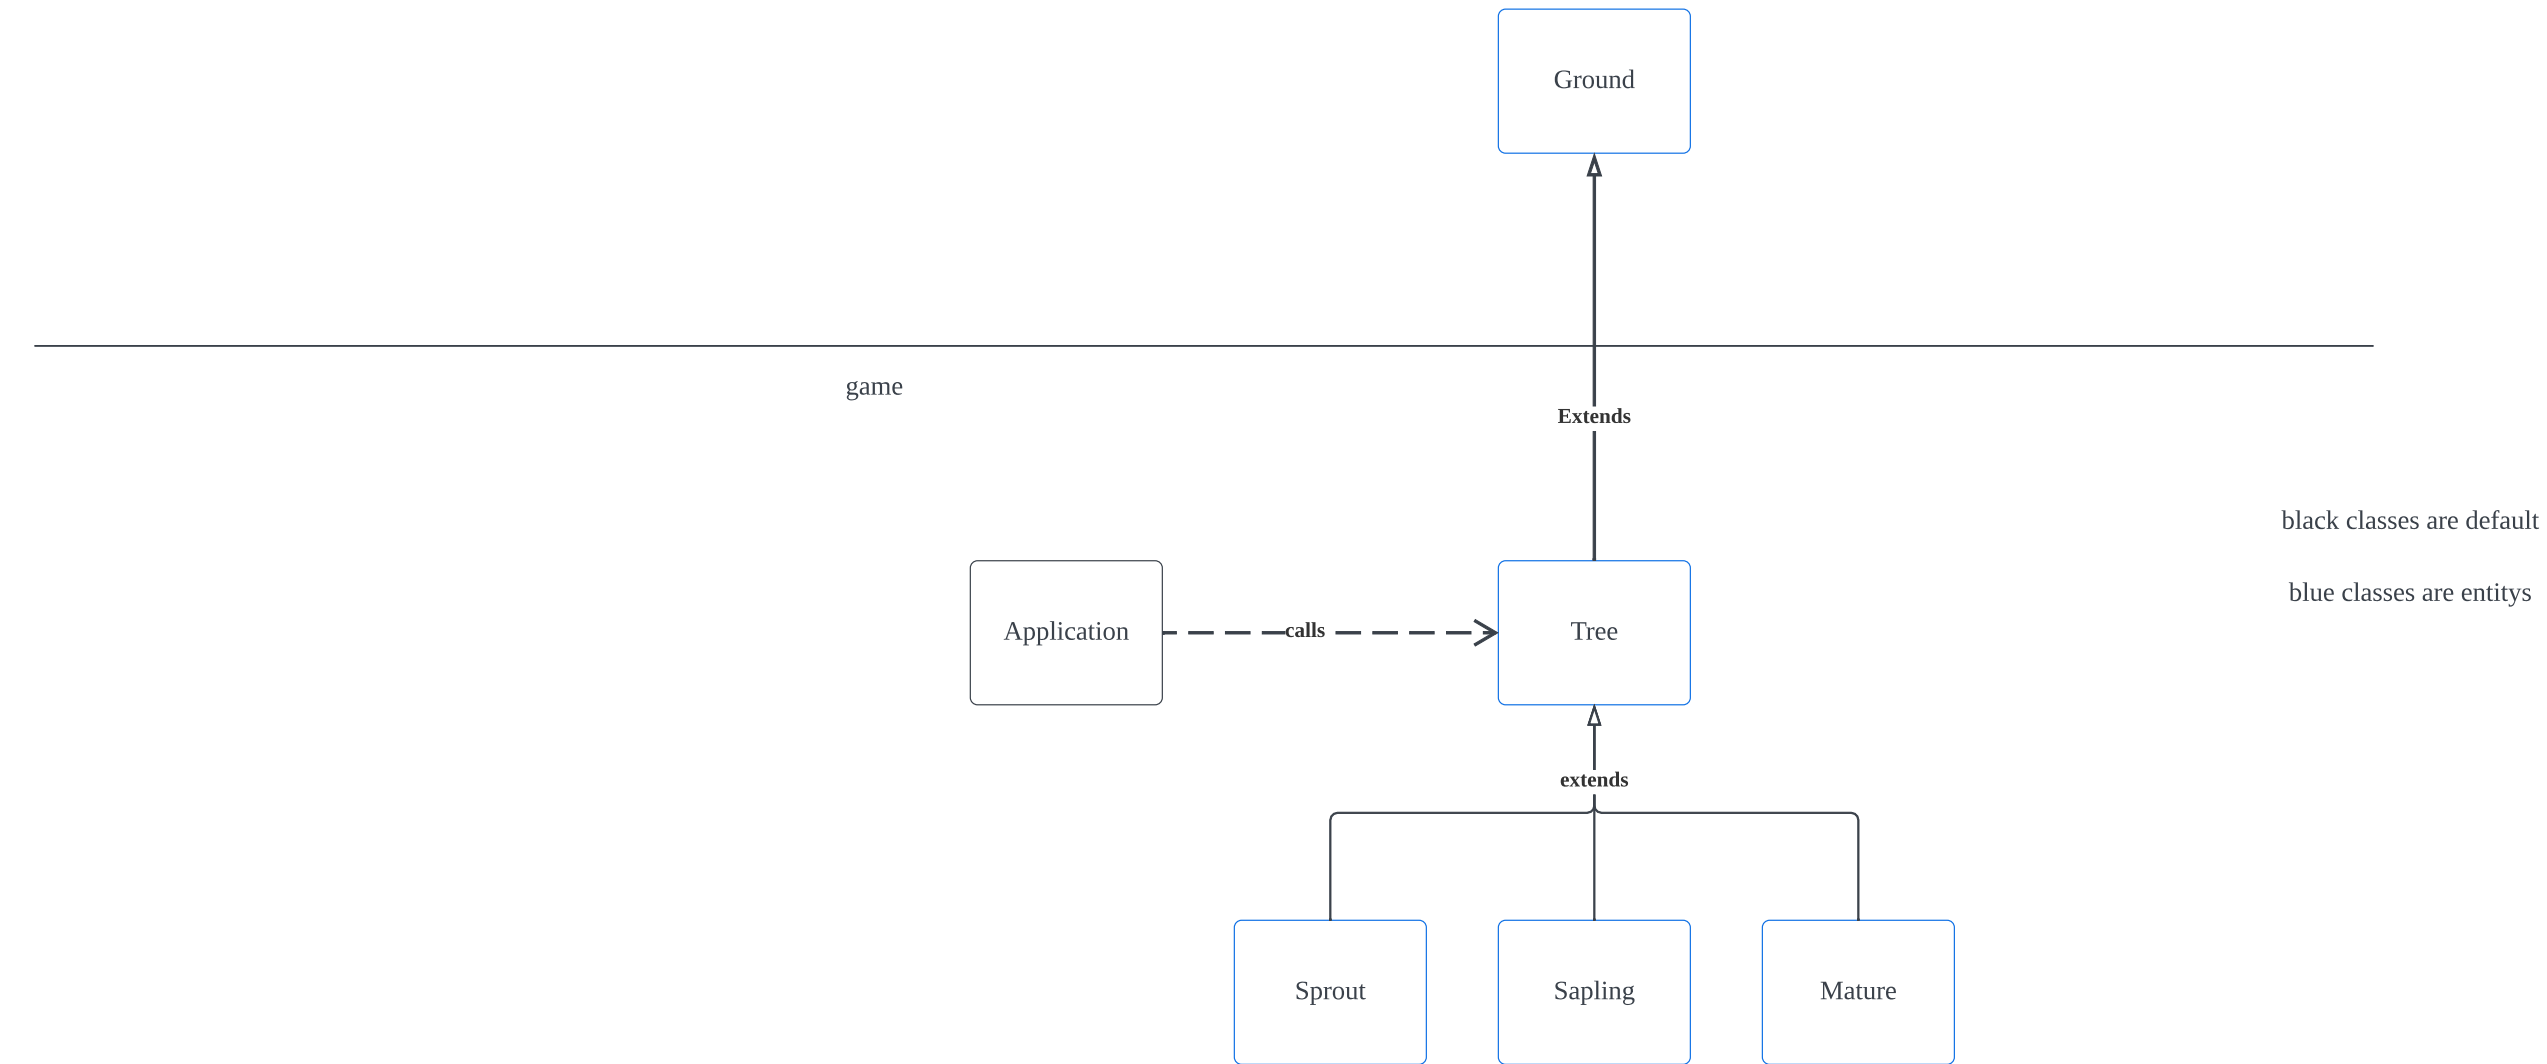 Ground
game
Extends
black classes are default
blue classes are entitys
Application
calls
Tree
extends
Sprout
Sapling
Mature